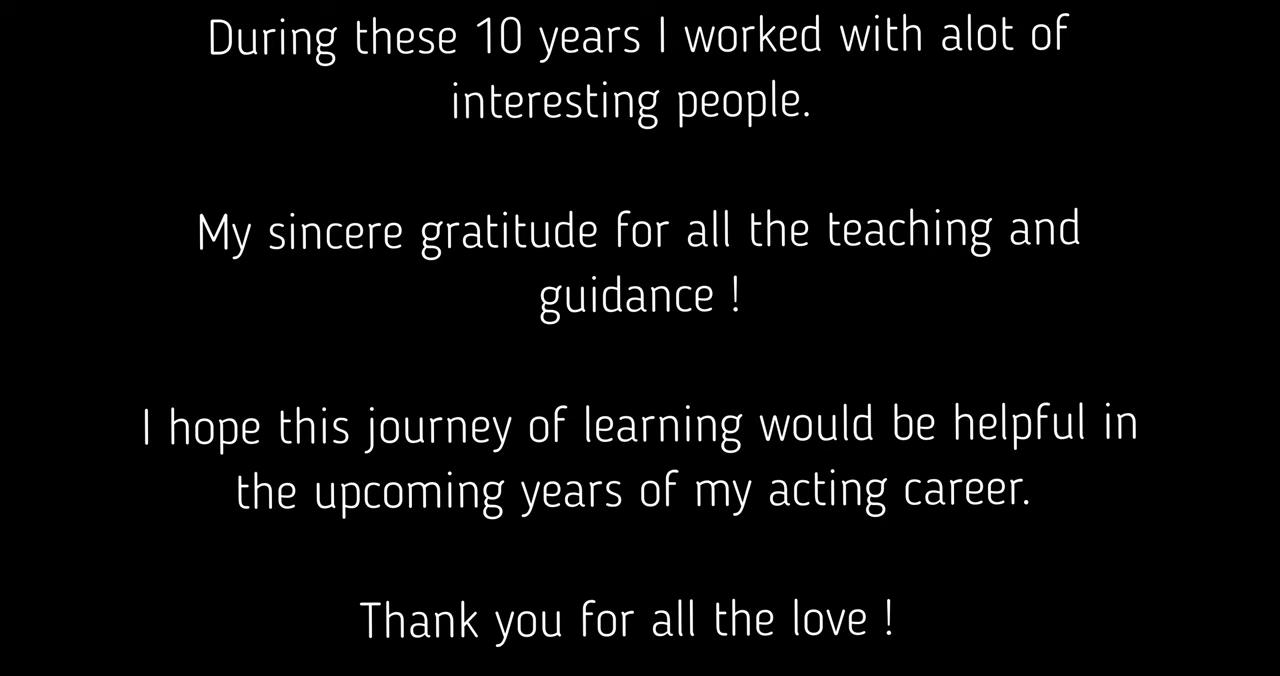 During these 10 years I worked with alot of
interesting people.
My sincere gratitude for all the teaching and
guidance !
I hope this journey of learning would be helpful in
the upcoming years of my acting career.
Thank you for all the love !